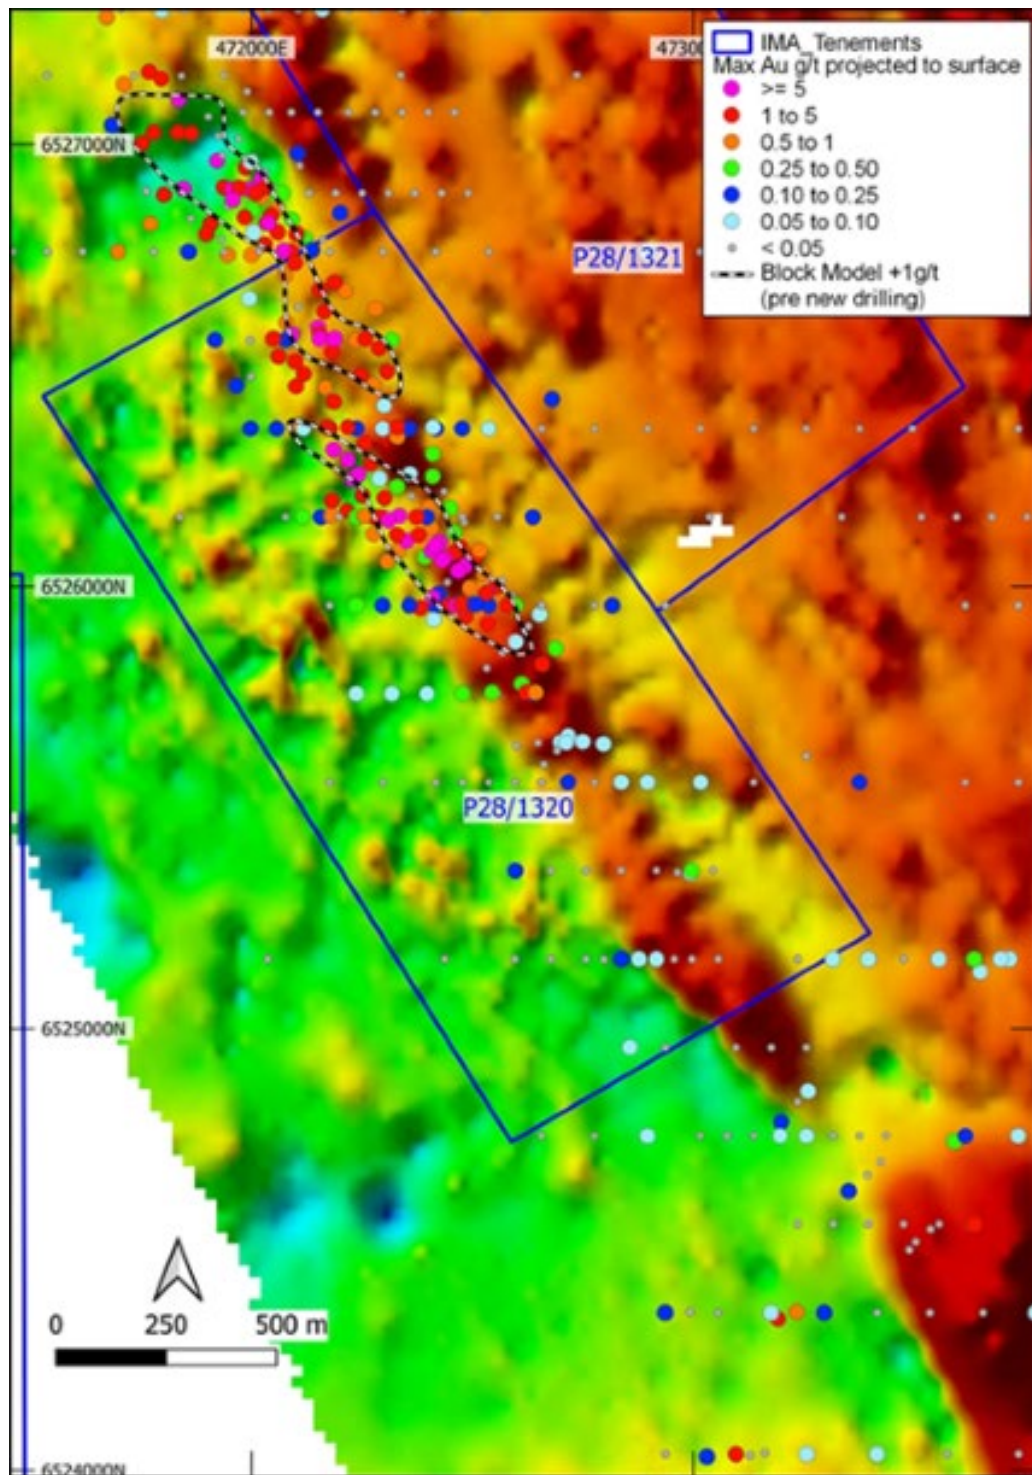 472000E
4730
IMA_Tenements
Max Au g/t projected to surface
>= 5
1 to 5
0.5 to 1
0.25 to 0.50
0.10 to 0.25
0.05 to 0.10
< 0.05
Block Model +1g/t
(pre new drilling)
6527000N
P28/1321
6526000N
P28/1320
6525000N
0 250 500 m
6524000N